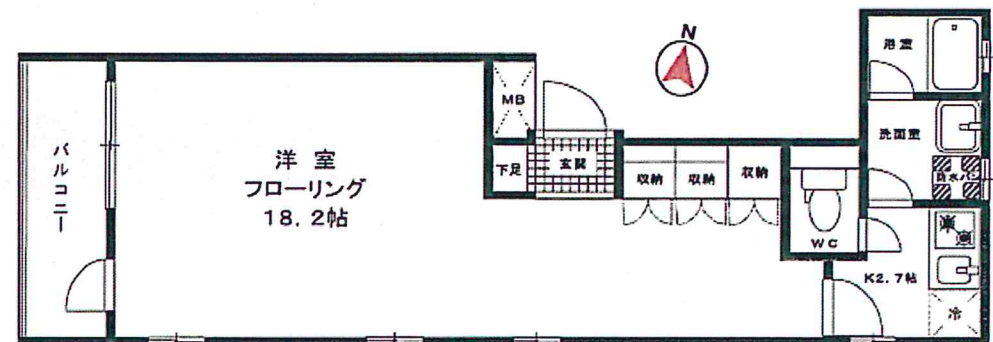 N
浴室
MB
洗面室
バルコニー
洋室
フローリング
18.2帖
下足
玄関
収納
収納
収納
防水パン
WC
K2.7帖
冷